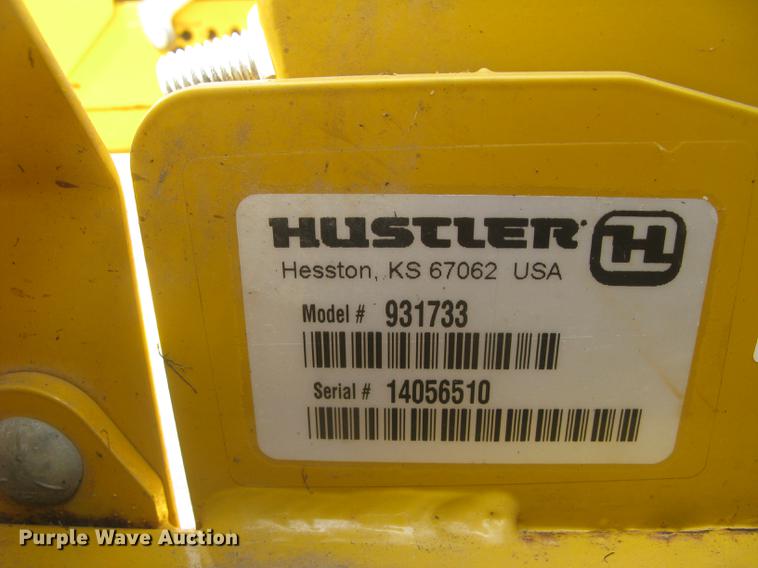 HUSTLER H
Hesston, KS 67062 USA
Model # 931733
Serial # 14056510
Purple Wave Auction